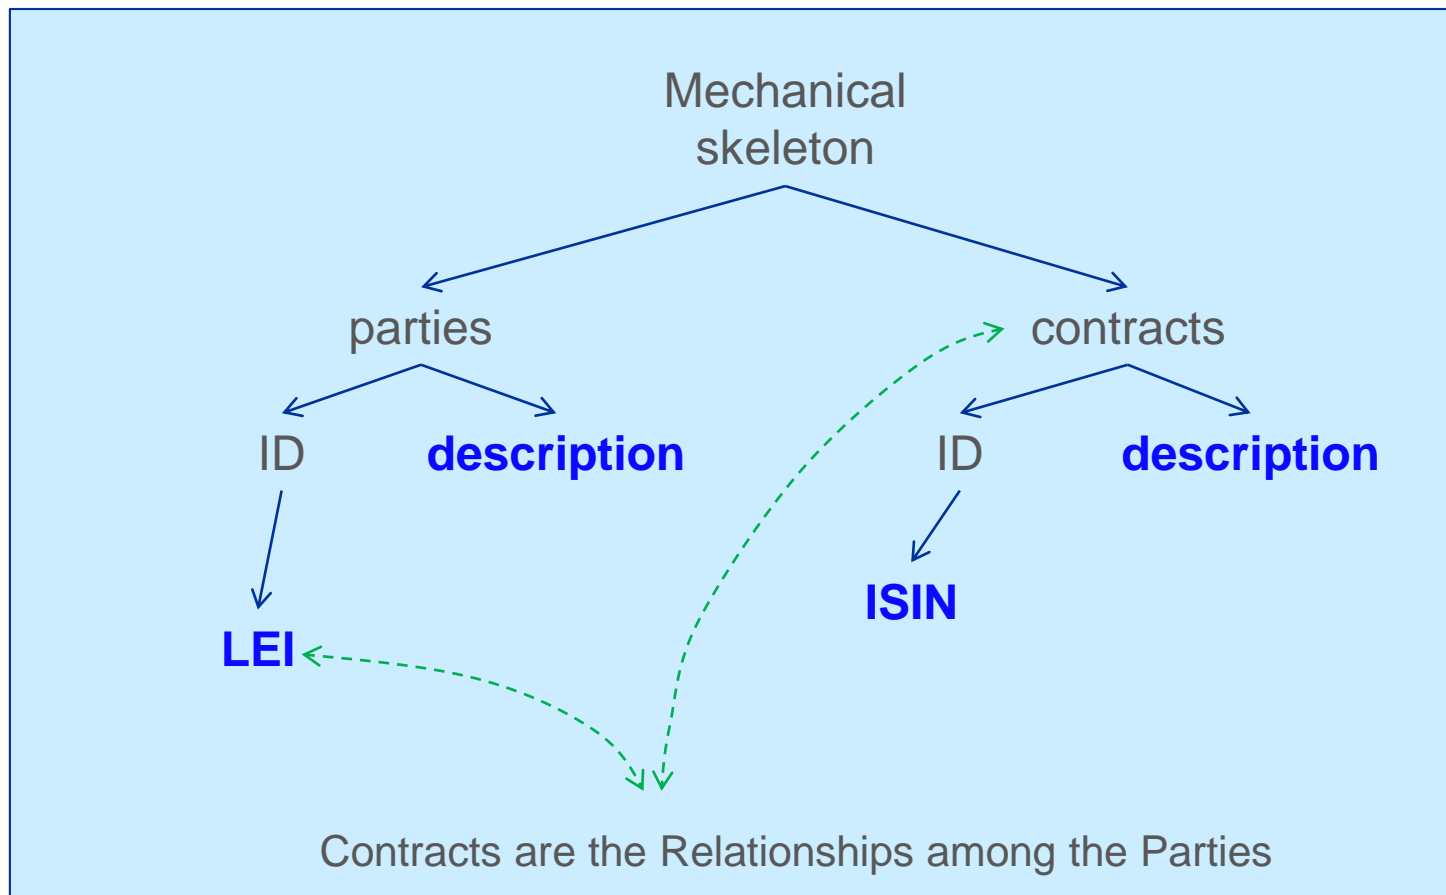 Mechanical
skeleton
parties
contracts
ID
description
ID
description
ISIN
LEI
Contracts are the Relationships among the Parties